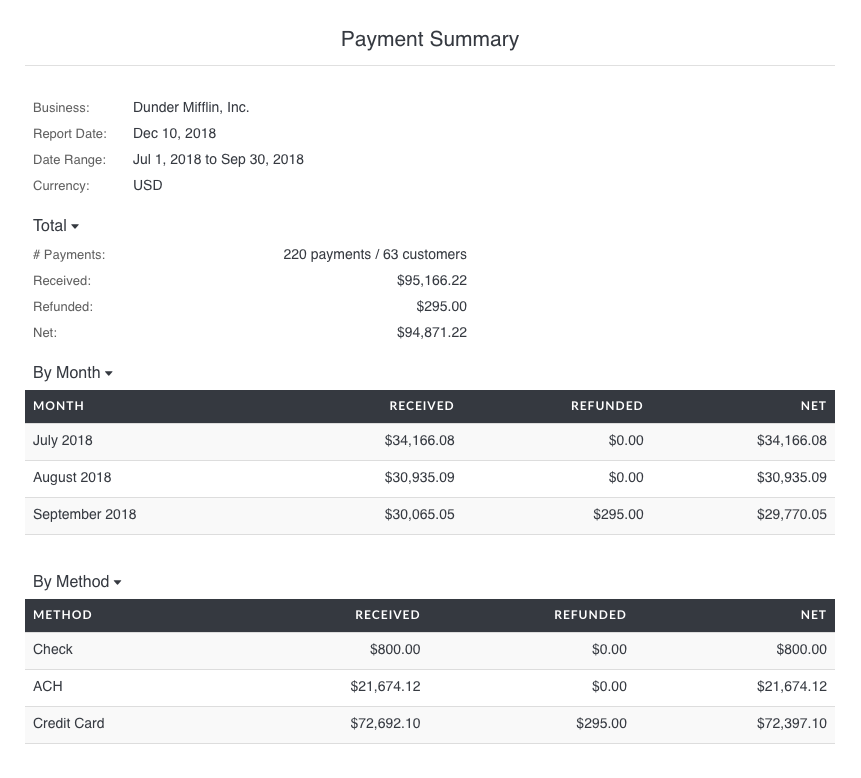 Payment Summary
Business: Dunder Mifflin, Inc.
Report Date: Dec 10, 2018
Date Range: Jul 1, 2018 to Sep 30, 2018
Currency: USD
Total
# Payments: 220 payments / 63 customers
Received: $95,166.22
Refunded: $295.00
Net: $94,871.22
By Month
MONTH RECEIVED REFUNDED NET
July 2018 $34,166.08 $0.00 $34,166.08
August 2018 $30,935.09 $0.00 $30,935.09
September 2018 $30,065.05 $295.00 $29,770.05
By Method
METHOD RECEIVED REFUNDED NET
Check $800.00 $0.00 $800.00
ACH $21,674.12 $0.00 $21,674.12
Credit Card $72,692.10 $295.00 $72,397.10